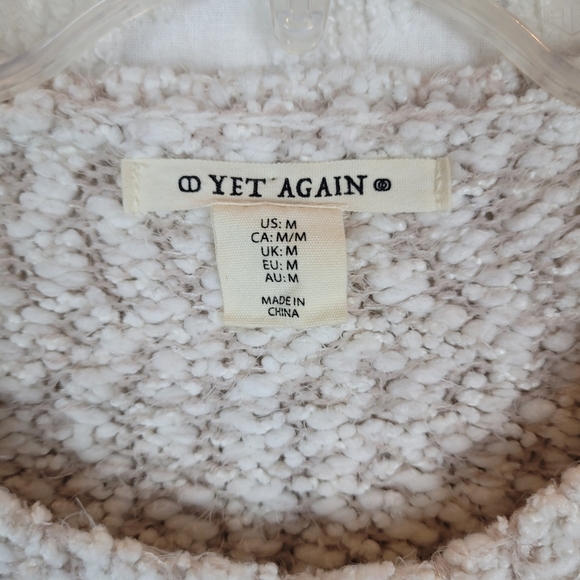 YET AGAIN
US: M
CA: M/M
UK: M
EU: M
AU: M
MADE IN
CHINA